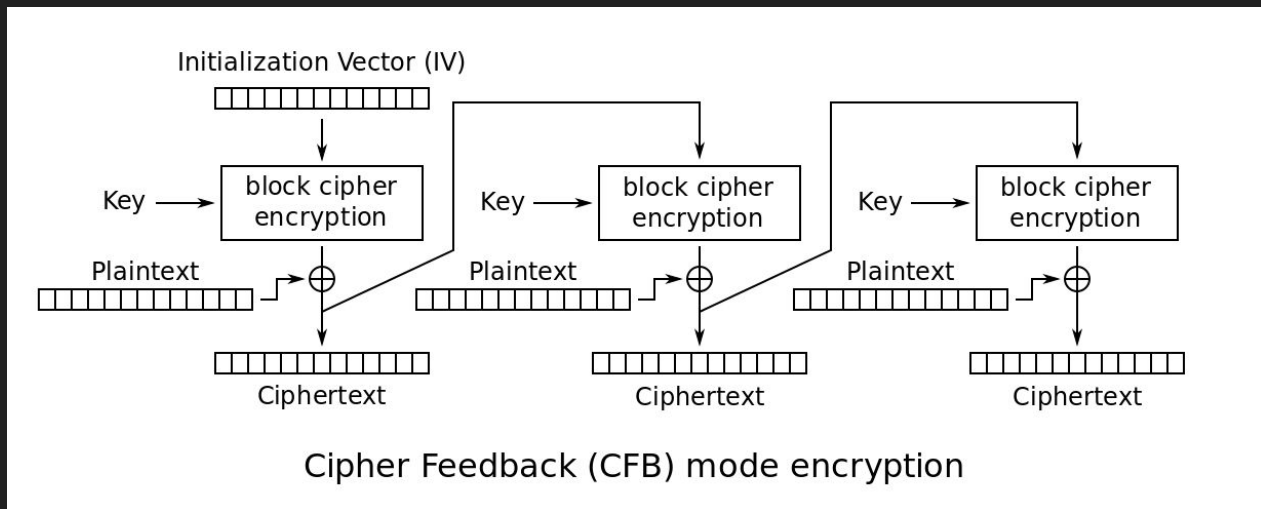 Initialization Vector (IV)
Key
block cipher
encryption
Key
block cipher
encryption
Key
block cipher
encryption
Plaintext
Plaintext
Plaintext
Ciphertext
Ciphertext
Ciphertext
Cipher Feedback (CFB) mode encryption